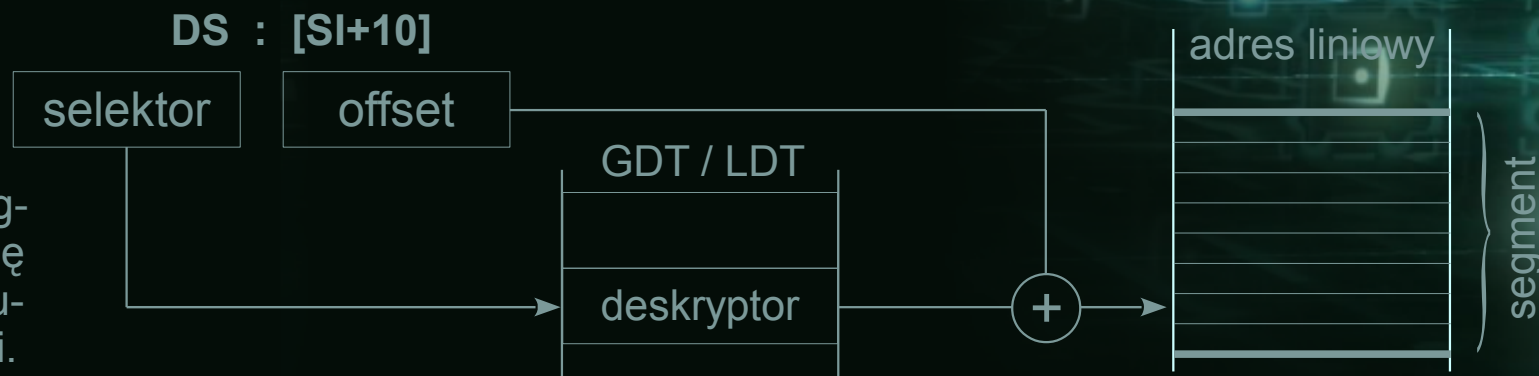 DS : [SI+10]
adres liniowy
selektor
offset
GDT / LDT
segment
deskryptor
+
g-
ę
u-
i.